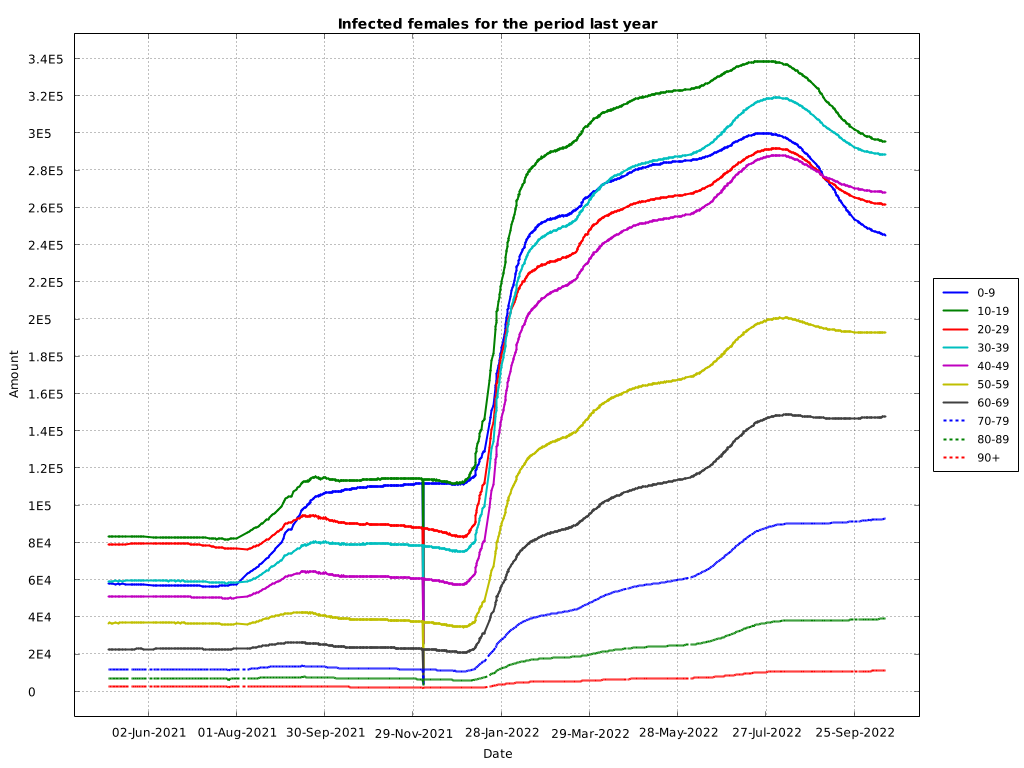 Infected females for the period last year
3.4E5
3.2E5
3E5
2.8E5
2.6E5
2.4E5
2.2E5
2E5
1.8E5
1.6E5
1.4E5
1.2E5
1E5
8E4
6E4
4E4
2E4
0
Amount
02-Jun-2021 01-Aug-2021 30-Sep-2021 29-Nov-2021 28-Jan-2022 29-Mar-2022 28-May-2022 27-Jul-2022 25-Sep-2022
Date
0-9
10-19
20-29
30-39
40-49
50-59
60-69
70-79
80-89
90+